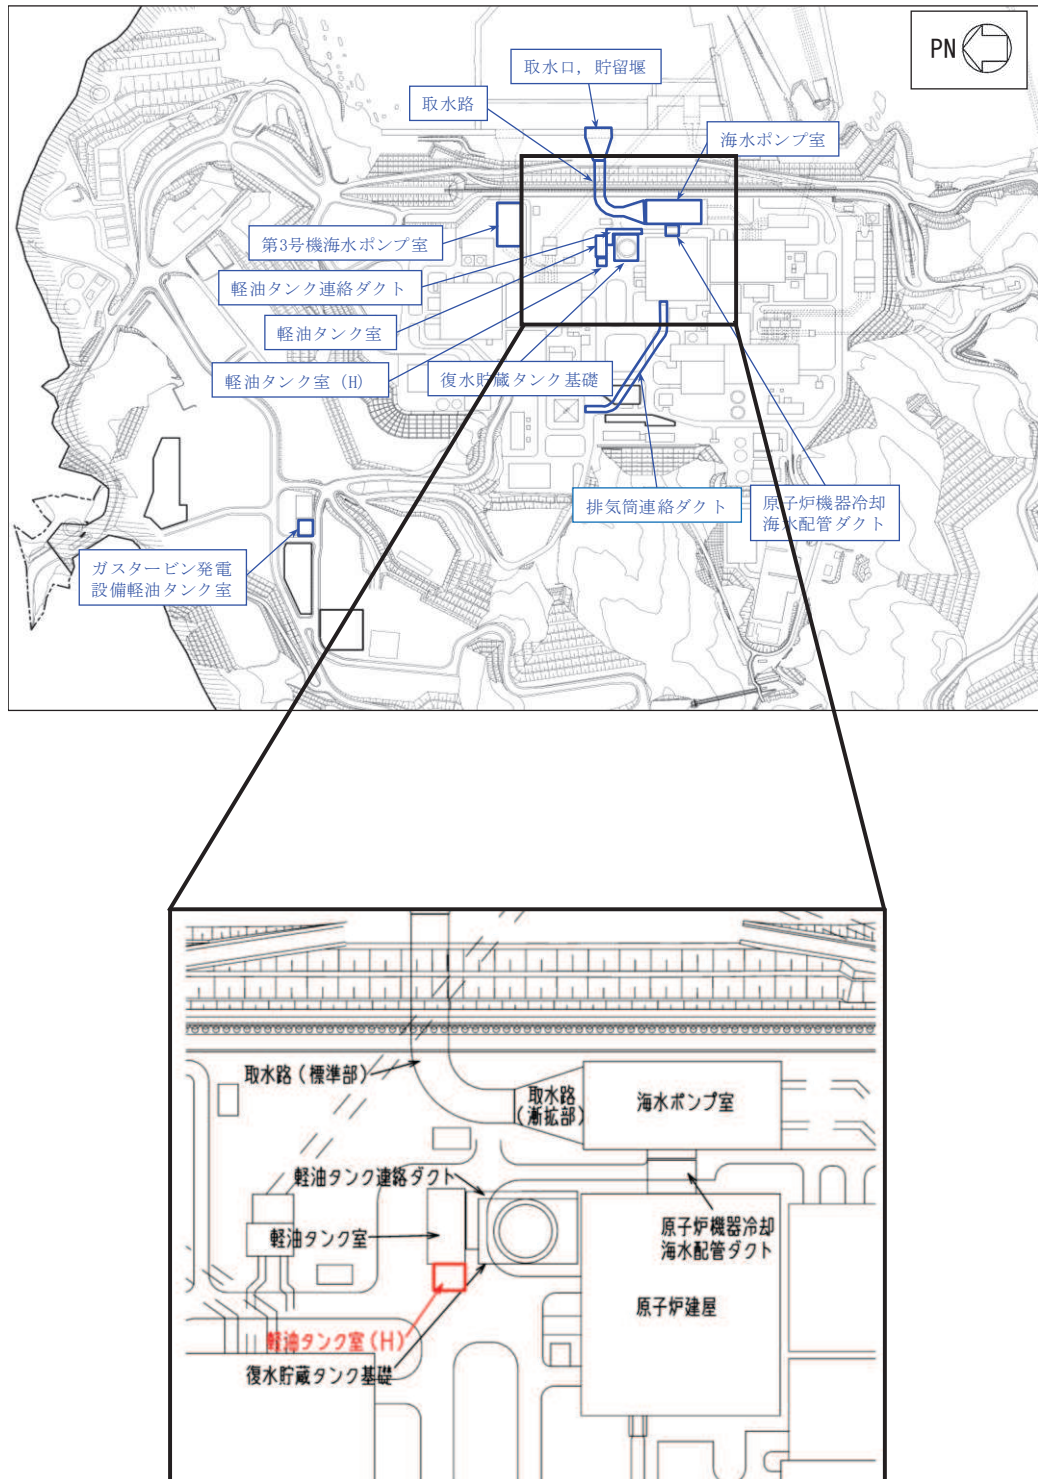 PN
取水口，貯留堰
取水路
海水ポンプ室
第3号機海水ポンプ室
軽油タンク連絡ダクト
軽油タンク室
軽油タンク室 (H)
復水貯蔵タンク基礎
排気筒連絡ダクト
原子炉機器冷却
海水配管ダクト
ガスタービン発電
設備軽油タンク室
取水路（標準部）
取水路
（漸拡部）
海水ポンプ室
軽油タンク連絡ダクト
軽油タンク室
原子炉機器冷却
海水配管ダクト
原子炉建屋
軽油タンク室(H)
復水貯蔵タンク基礎